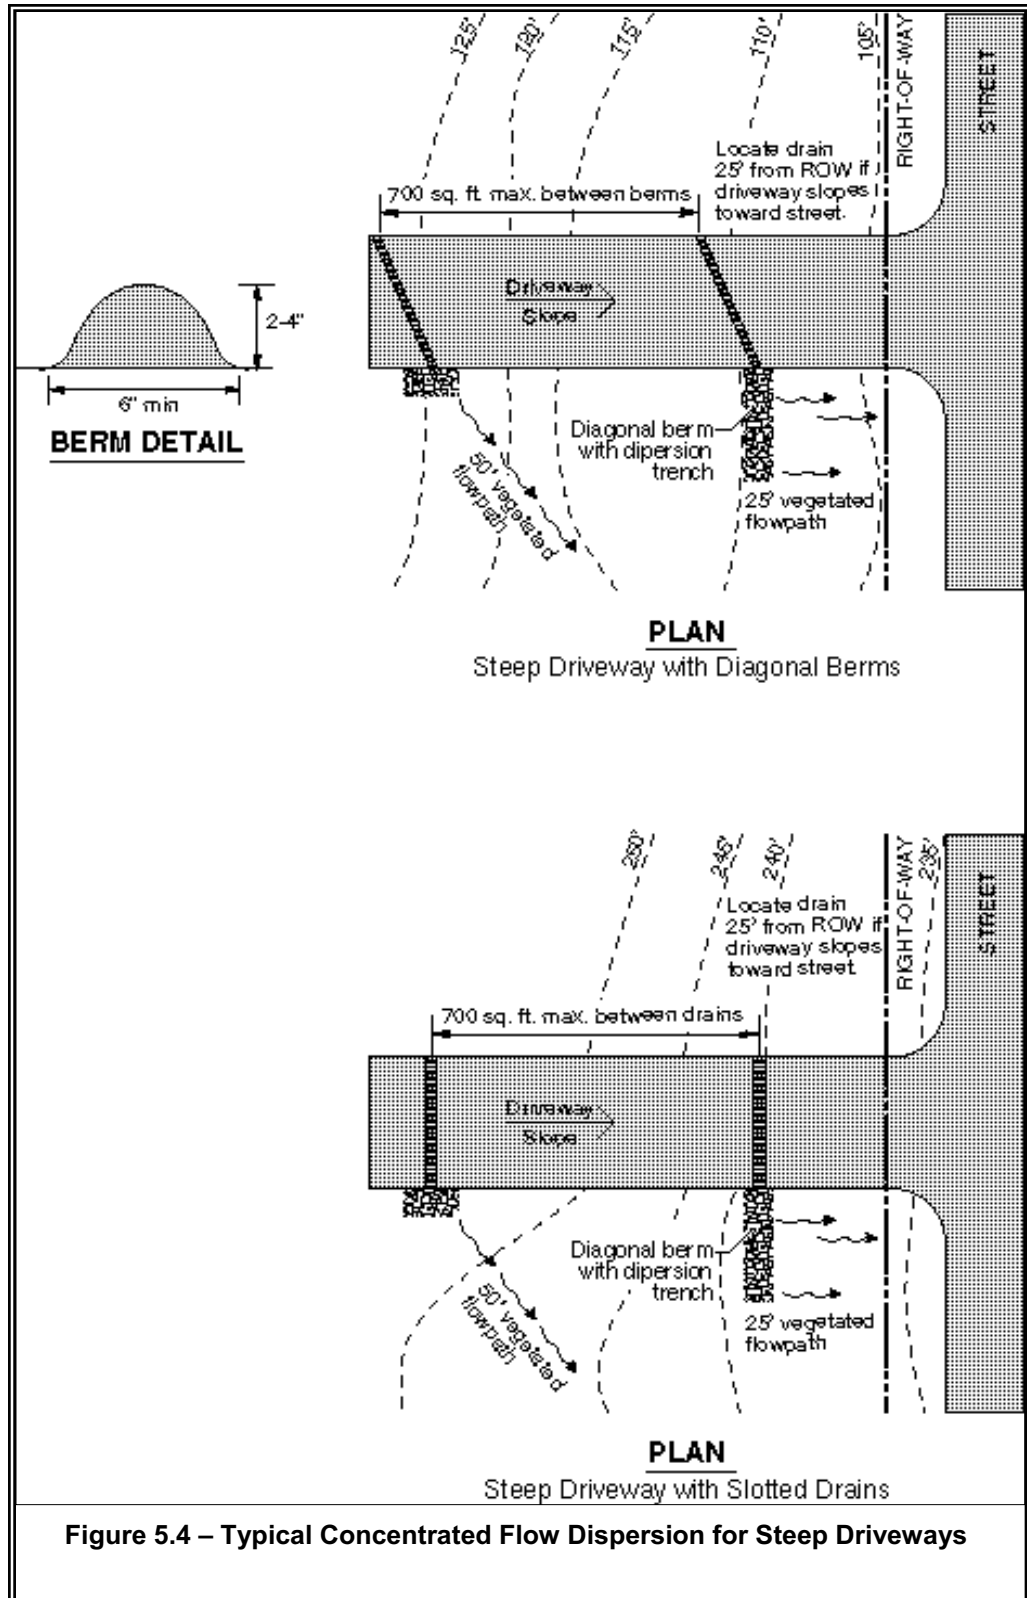 125'
120'
115'
110'
105'
RIGHT-OF-WAY
STREET
Locate drain
25' from ROW if
driveway slopes
toward street.
700 sq. ft. max. between berms
Driveway
Slope
2-4"
6" min
BERM DETAIL
Diagonal berm
with dipersion
trench
50' vegetated
flowpath
25' vegetated
flowpath
PLAN
Steep Driveway with Diagonal Berms
250'
245'
240'
235'
RIGHT-OF-WAY
STREET
Locate drain
25' from ROW if
driveway slopes
toward street.
700 sq. ft. max. between drains
Driveway
Slope
Diagonal berm
with dipersion
trench
50' vegetated
flowpath
25' vegetated
flowpath
PLAN
Steep Driveway with Slotted Drains
Figure 5.4 – Typical Concentrated Flow Dispersion for Steep Driveways